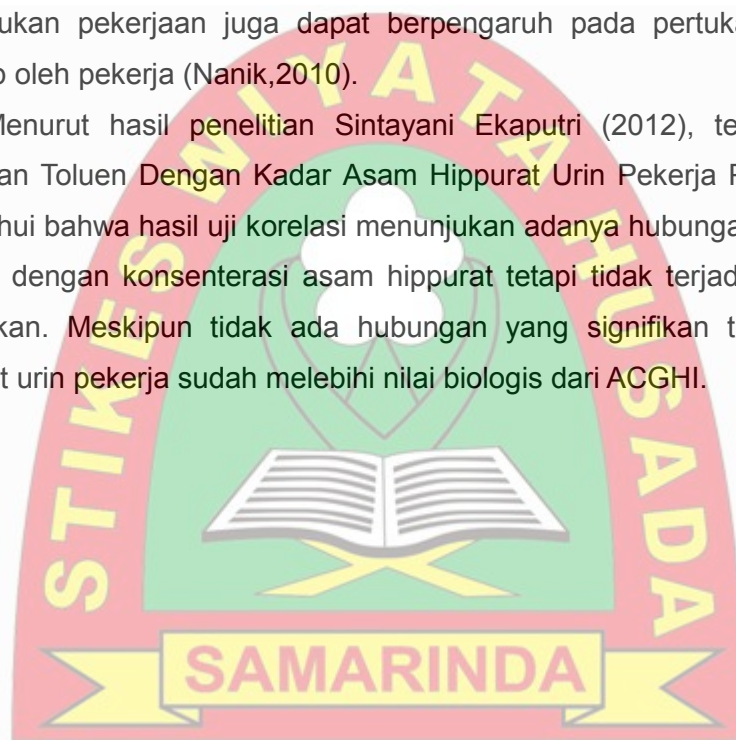 ukan pekerjaan juga dapat berpengaruh pada pertuka
o oleh pekerja (Nanik,2010).
Menurut hasil penelitian Sintayani Ekaputri (2012), te
an Toluen Dengan Kadar Asam Hippurat Urin Pekerja P
hui bahwa hasil uji korelasi menunjukan adanya hubunga
dengan konsenterasi asam hippurat tetapi tidak terjad
kan. Meskipun tidak ada hubungan yang signifikan t
t urin pekerja sudah melebihi nilai biologis dari ACGHI.
STIKES WIYATA HUSADA
SAMARINDA